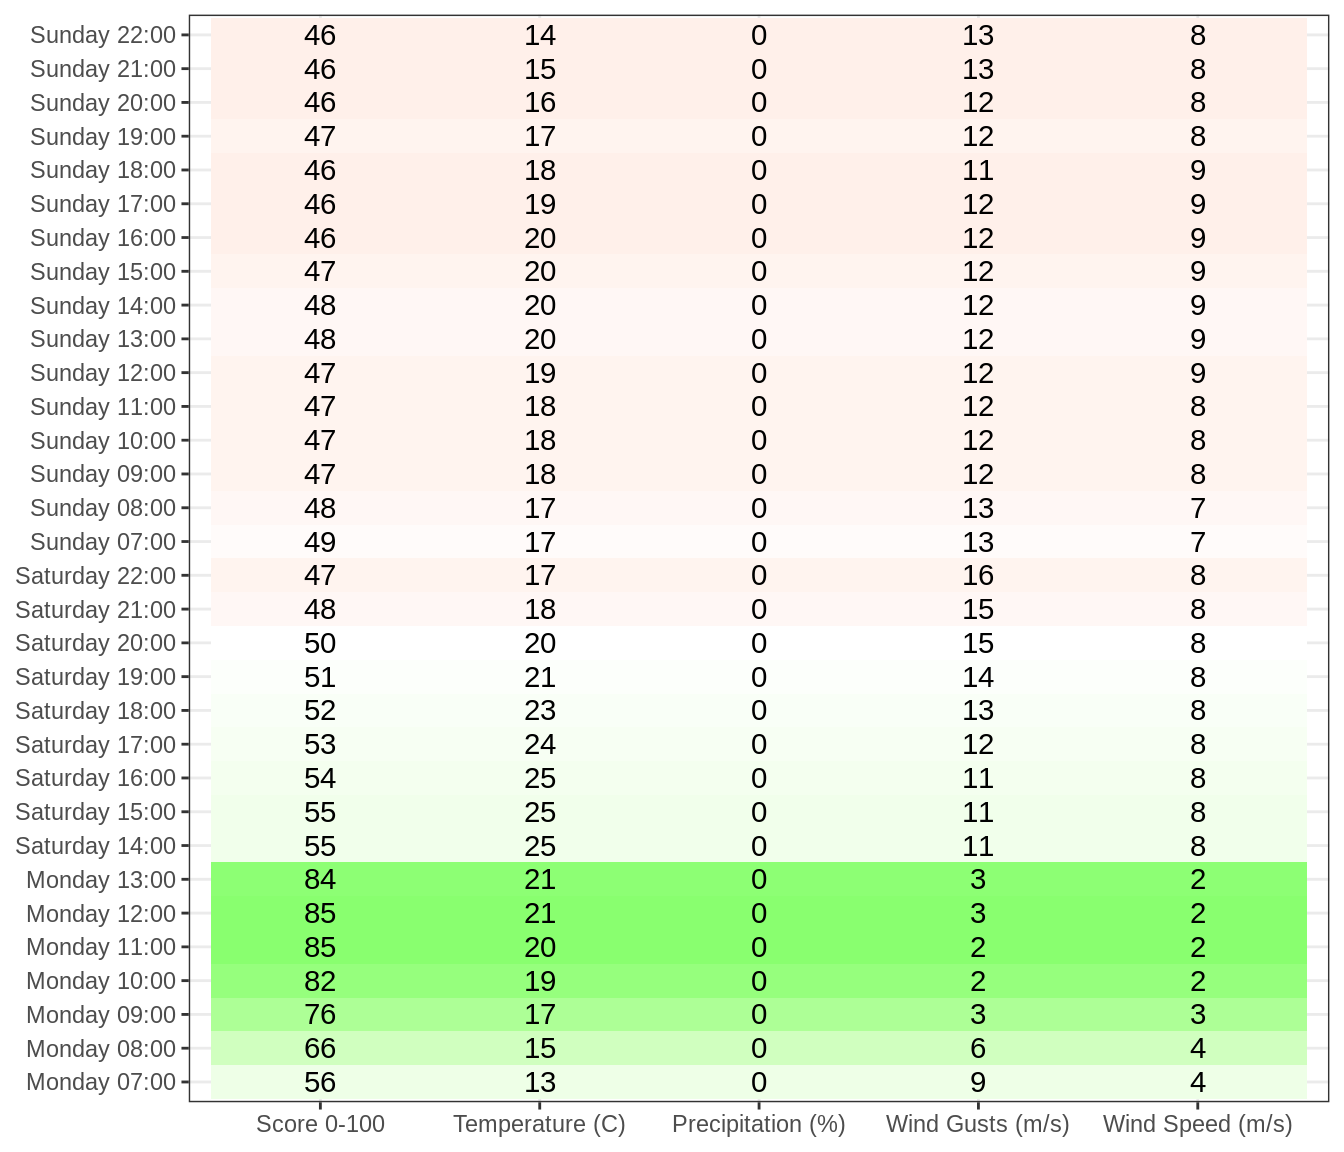 Sunday 22:00 46 14 0 13 8
Sunday 21:00 46 15 0 13 8
Sunday 20:00 46 16 0 12 8
Sunday 19:00 47 17 0 12 8
Sunday 18:00 46 18 0 11 9
Sunday 17:00 46 19 0 12 9
Sunday 16:00 46 20 0 12 9
Sunday 15:00 47 20 0 12 9
Sunday 14:00 48 20 0 12 9
Sunday 13:00 48 20 0 12 9
Sunday 12:00 47 19 0 12 9
Sunday 11:00 47 18 0 12 8
Sunday 10:00 47 18 0 12 8
Sunday 09:00 47 18 0 12 8
Sunday 08:00 48 17 0 13 7
Sunday 07:00 49 17 0 13 7
Saturday 22:00 47 17 0 16 8
Saturday 21:00 48 18 0 15 8
Saturday 20:00 50 20 0 15 8
Saturday 19:00 51 21 0 14 8
Saturday 18:00 52 23 0 13 8
Saturday 17:00 53 24 0 12 8
Saturday 16:00 54 25 0 11 8
Saturday 15:00 55 25 0 11 8
Saturday 14:00 55 25 0 11 8
Monday 13:00 84 21 0 3 2
Monday 12:00 85 21 0 3 2
Monday 11:00 85 20 0 2 2
Monday 10:00 82 19 0 2 2
Monday 09:00 76 17 0 3 3
Monday 08:00 66 15 0 6 4
Monday 07:00 56 13 0 9 4
Score 0-100 Temperature (C) Precipitation (%) Wind Gusts (m/s) Wind Speed (m/s)